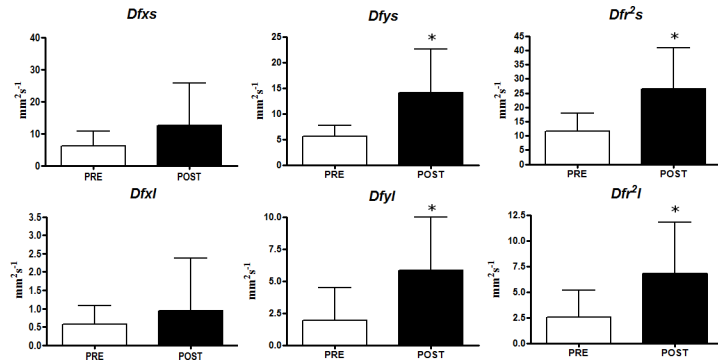 Dfxs
mm²s⁻¹
40
30
20
10
0
PRE POST
Dfys
mm²s⁻¹
25
20
15
10
5
0
*
PRE POST
Dfr²s
mm²s⁻¹
45
40
35
30
25
20
15
10
5
0
*
PRE POST
Dfxl
mm²s⁻¹
3.5
3.0
2.5
2.0
1.5
1.0
0.5
0.0
PRE POST
Dfyl
mm²s⁻¹
10.0
7.5
5.0
2.5
0.0
*
PRE POST
Dfr²l
mm²s⁻¹
12.5
10.0
7.5
5.0
2.5
0.0
*
PRE POST